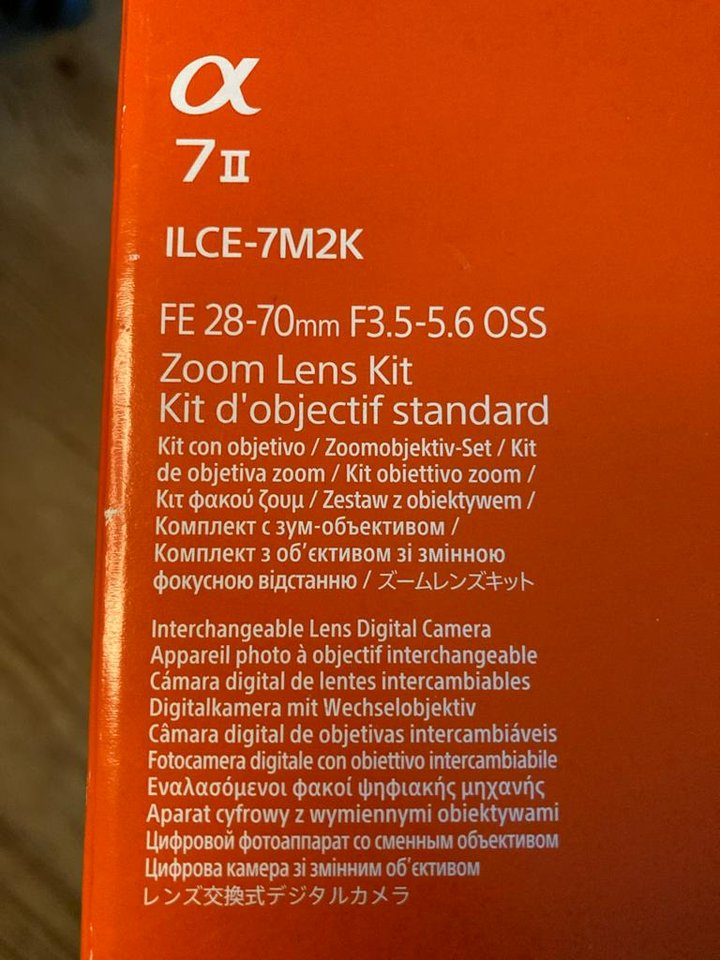 α
7II
ILCE-7M2K
FE 28-70mm F3.5-5.6 OSS
Zoom Lens Kit
Kit d'objectif standard
Kit con objetivo / Zoomobjektiv-Set / Kit
de objetiva zoom / Kit obiettivo zoom /
Κιτ φακού ζουμ / Zestaw z obiektywem /
Комплект с зум-объективом /
Комплект з об'єктивом зі змінною
фокусною відстанню / ズームレンズキット
Interchangeable Lens Digital Camera
Appareil photo à objectif interchangeable
Cámara digital de lentes intercambiables
Digitalkamera mit Wechselobjektiv
Câmara digital de objetivas intercambiáveis
Fotocamera digitale con obiettivo intercambiabile
Εναλασόμενοι φακοί ψηφιακής μηχανής
Aparat cyfrowy z wymiennymi obiektywami
Цифровой фотоаппарат со сменным объективом
Цифрова камера зі змінним об'єктивом
レンズ交換式デジタルカメラ